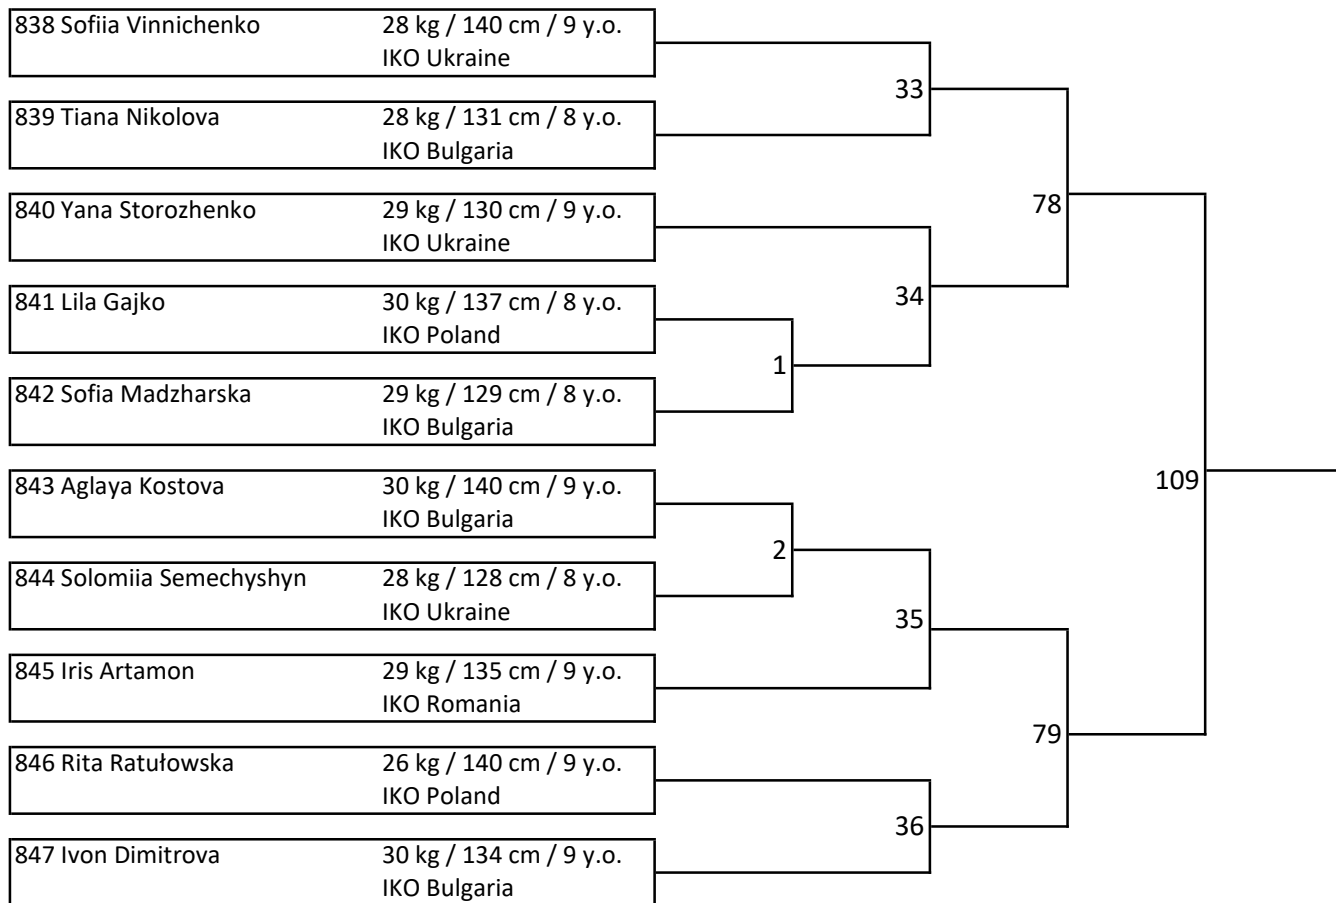 838 Sofiia Vinnichenko 28 kg / 140 cm / 9 y.o.
IKO Ukraine
33
839 Tiana Nikolova 28 kg / 131 cm / 8 y.o.
IKO Bulgaria
78
840 Yana Storozhenko 29 kg / 130 cm / 9 y.o.
IKO Ukraine
34
841 Lila Gajko 30 kg / 137 cm / 8 y.o.
IKO Poland
1
842 Sofia Madzharska 29 kg / 129 cm / 8 y.o.
IKO Bulgaria
109
843 Aglaya Kostova 30 kg / 140 cm / 9 y.o.
IKO Bulgaria
2
844 Solomiia Semechyshyn 28 kg / 128 cm / 8 y.o.
IKO Ukraine
35
845 Iris Artamon 29 kg / 135 cm / 9 y.o.
IKO Romania
79
846 Rita Ratułowska 26 kg / 140 cm / 9 y.o.
IKO Poland
36
847 Ivon Dimitrova 30 kg / 134 cm / 9 y.o.
IKO Bulgaria